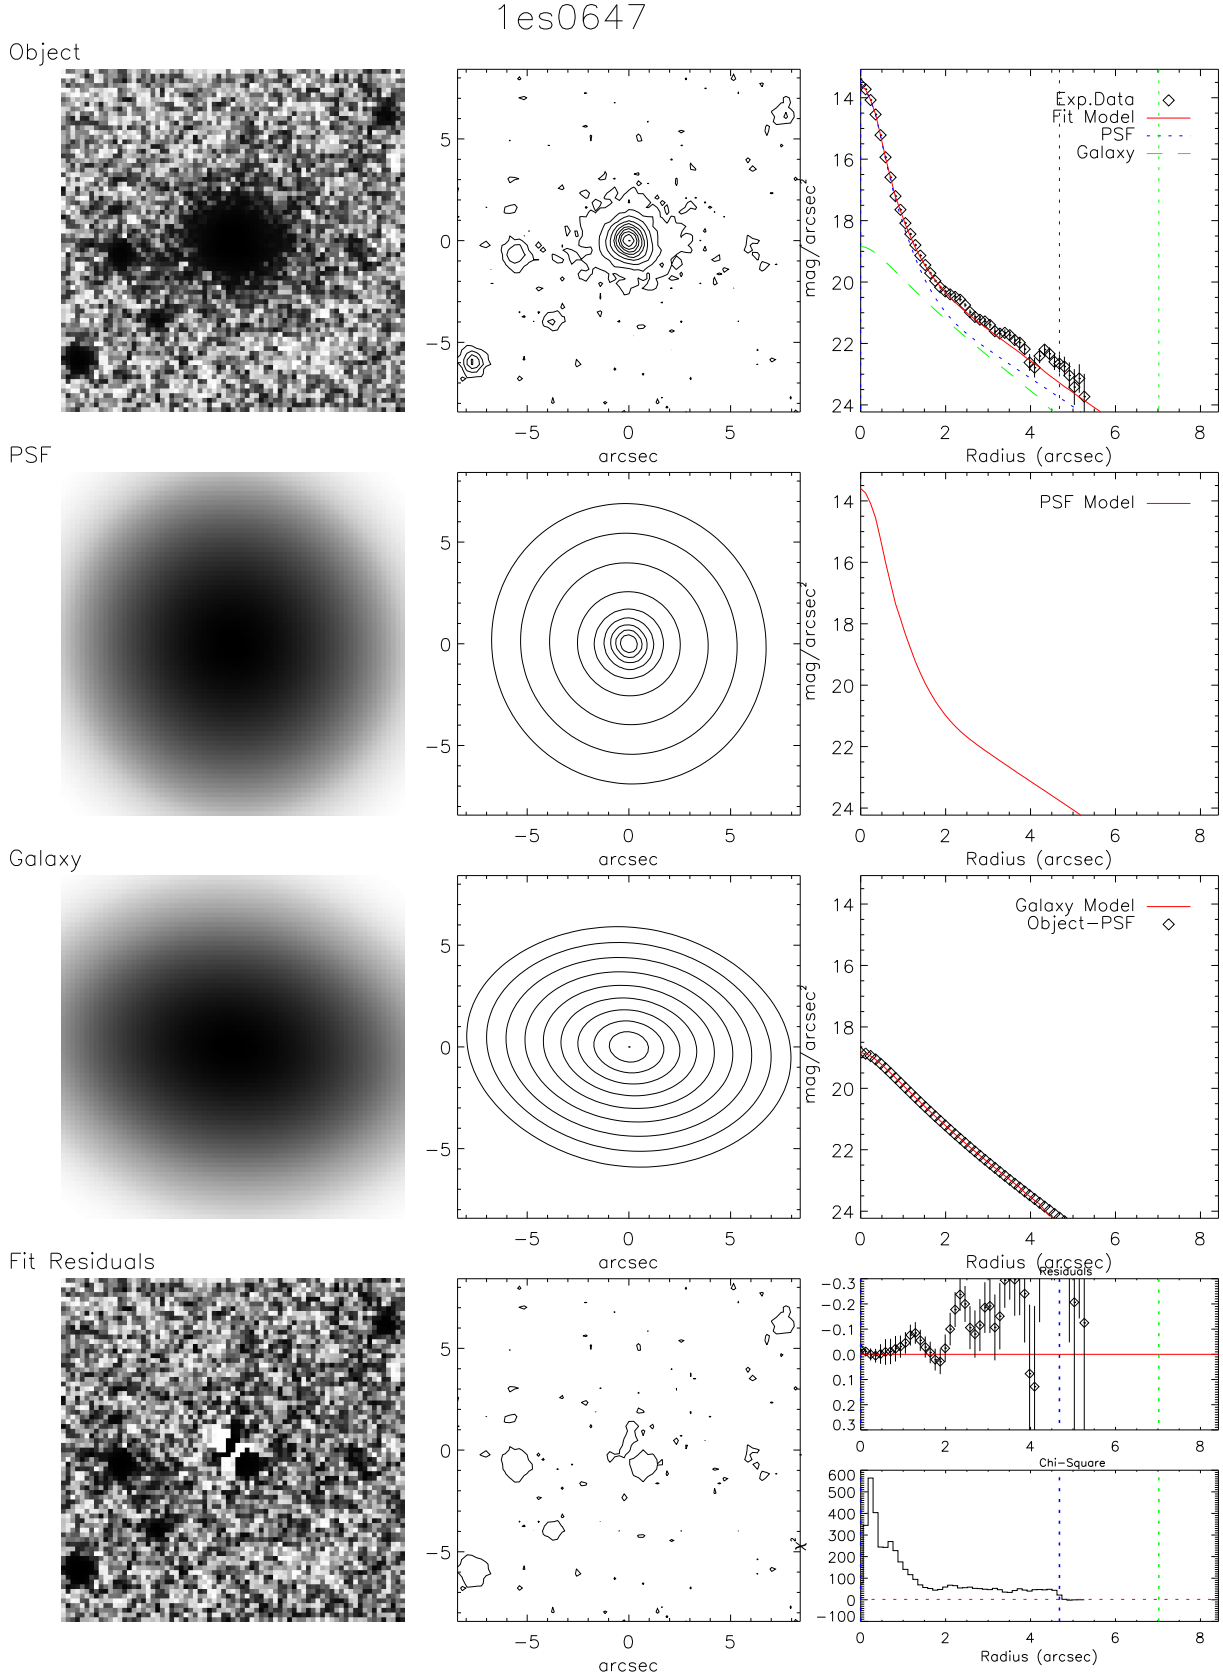 1es0647
Object
5
0
−5
−5 0 5
arcsec
mag/arcsec²
14
16
18
20
22
24
Exp.Data
Fit Model
PSF
Galaxy
0 2 4 6 8
Radius (arcsec)
PSF
5
0
−5
−5 0 5
arcsec
mag/arcsec²
14
16
18
20
22
24
PSF Model
0 2 4 6 8
Radius (arcsec)
Galaxy
5
0
−5
−5 0 5
arcsec
mag/arcsec²
14
16
18
20
22
24
Galaxy Model
Object−PSF
0 2 4 6 8
Radius (arcsec)
Fit Residuals
5
0
−5
−5 0 5
arcsec
Residuals
−0.3
−0.2
−0.1
0.0
0.1
0.2
0.3
0 2 4 6 8
Chi−Square
χ²
600
500
400
300
200
100
0
−100
0 2 4 6 8
Radius (arcsec)